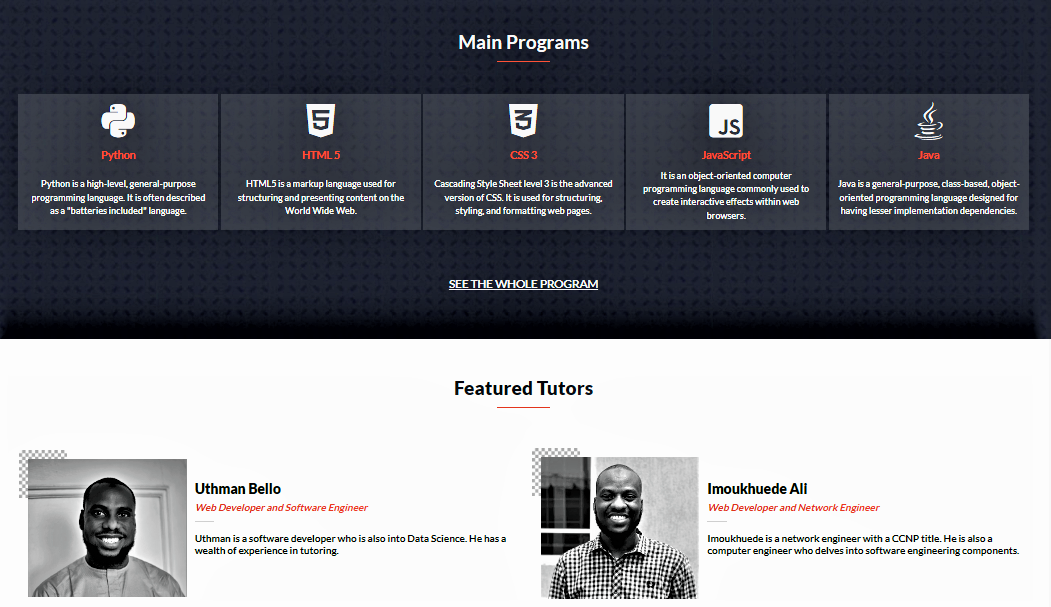 Main Programs
Python
Python is a high-level, general-purpose
programming language. It is often described
as a "batteries included" language.
5
HTML 5
HTML5 is a markup language used for
structuring and presenting content on the
World Wide Web.
3
CSS 3
Cascading Style Sheet level 3 is the advanced
version of CSS. It is used for structuring,
styling, and formatting web pages.
JS
JavaScript
It is an object-oriented computer
programming language commonly used to
create interactive effects within web
browsers.
Java
Java is a general-purpose, class-based, object-
oriented programming language designed for
having lesser implementation dependencies.
SEE THE WHOLE PROGRAM
Featured Tutors
Uthman Bello
Web Developer and Software Engineer
Uthman is a software developer who is also into Data Science. He has a
wealth of experience in tutoring.
Imoukhuede Ali
Web Developer and Network Engineer
Imoukhuede is a network engineer with a CCNP title. He is also a
computer engineer who delves into software engineering components.